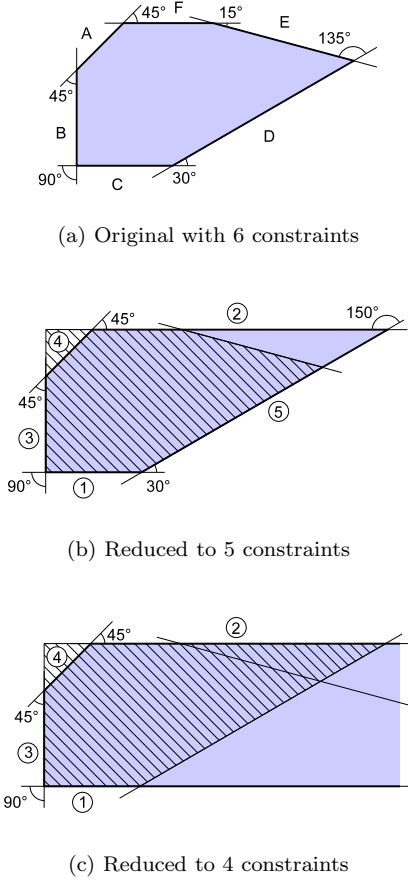 45° F
15° E
A
135°
45°
B
D
90° C 30°
(a) Original with 6 constraints
② 150°
45°
④
45°
⑤
③
90° ① 30°
(b) Reduced to 5 constraints
②
45°
④
45°
③
90° ①
(c) Reduced to 4 constraints